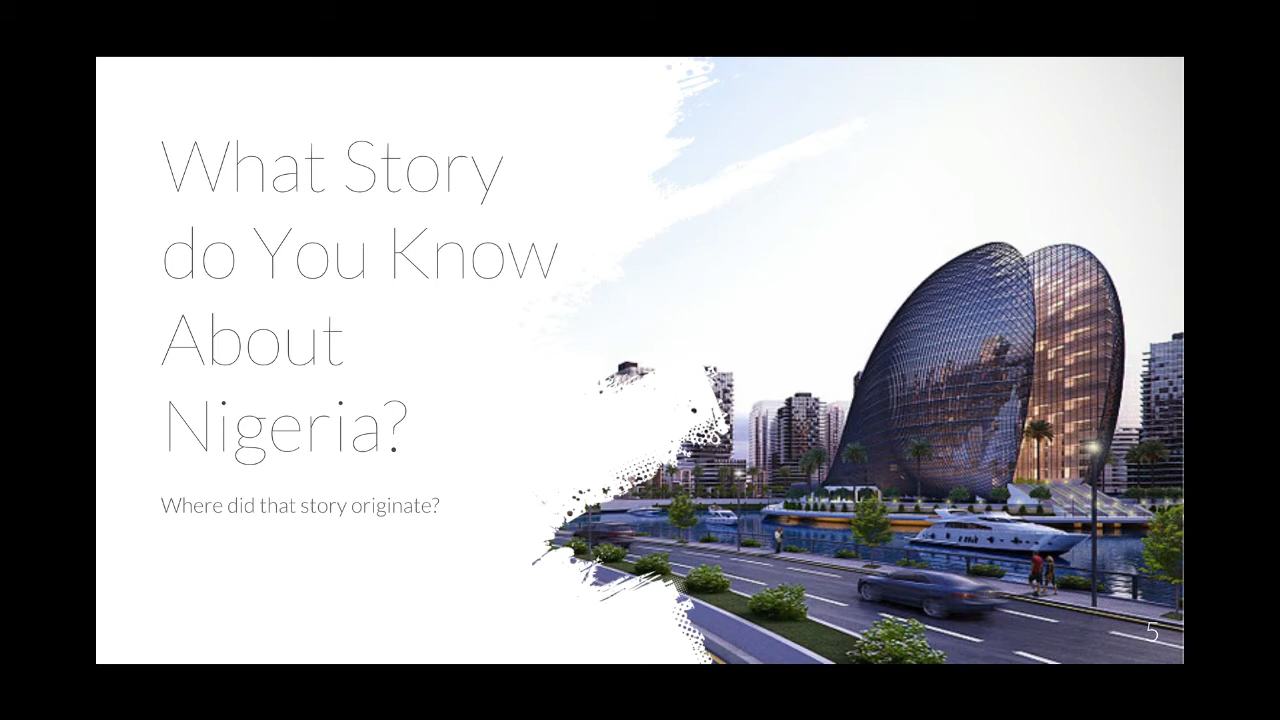 What Story
do You Know
About
Nigeria?
Where did that story originate?
5